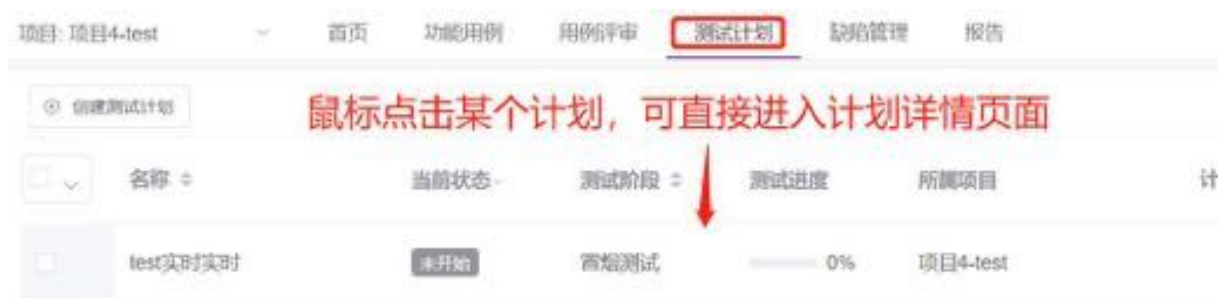 项目: 项目4-test 首页 功能用例 用例评审 测试计划 缺陷管理 报告
创建测试计划
鼠标点击某个计划，可直接进入计划详情页面
名称 当前状态 测试阶段 测试进度 所属项目 计
test实时实时 未开始 冒烟测试 0% 项目4-test